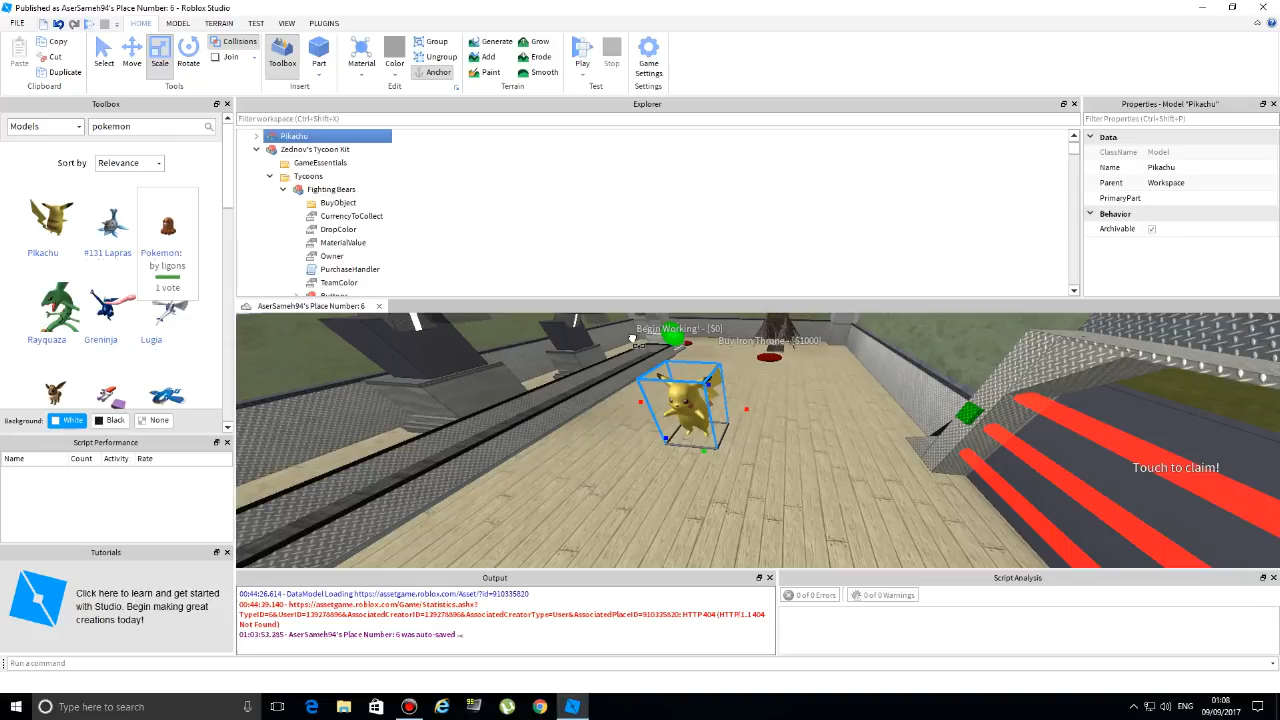 Published as AserSameh94's Place Number: 6 - Roblox Studio
FILE
HOME
MODEL
TERRAIN
TEST
VIEW
PLUGINS
Paste
Copy
Cut
Duplicate
Clipboard
Select
Move
Scale
Rotate
Collisions
Join
Tools
Toolbox
Part
Insert
Material
Color
Group
Ungroup
Anchor
Edit
Generate
Add
Paint
Grow
Erode
Smooth
Terrain
Play
Stop
Test
Game
Settings
Settings
Toolbox
Models
pokemon
Sort by
Relevance
Pikachu
#131 Lapras
Pokemon:
by ligons
1 vote
Rayquaza
Greninja
Lugia
Background:
White
Black
None
Script Performance
Name
Count
Activity
Rate
Tutorials
Click here to learn and get started
with Studio. Begin making great
creations today!
Explorer
Filter workspace (Ctrl+Shift+X)
Pikachu
Zednov's Tycoon Kit
GameEssentials
Tycoons
Fighting Bears
BuyObject
CurrencyToCollect
DropColor
MaterialValue
Owner
PurchaseHandler
TeamColor
Buttons
Properties - Model "Pikachu"
Filter Properties (Ctrl+Shift+P)
Data
ClassName
Model
Name
Pikachu
Parent
Workspace
PrimaryPart
Behavior
Archivable
AserSameh94's Place Number: 6
Begin Working! - [$0]
Buy Iron Throne - [$1000]
Touch to claim!
Output
00:44:26.614 - DataModel Loading https://assetgame.roblox.com/Asset/?id=910335820
00:44:39.140 - https://assetgame.roblox.com/Game/Statistics.ashx?
TypeID=6&UserID=139278896&AssociatedCreatorID=139278896&AssociatedCreatorType=User&AssociatedPlaceID=910335820: HTTP 404 (HTTP/1.1 404
Not Found)
01:03:53.285 - AserSameh94's Place Number: 6 was auto-saved
Script Analysis
0 of 0 Errors
0 of 0 Warnings
Run a command
Type here to search
ENG
01:08
09/09/2017